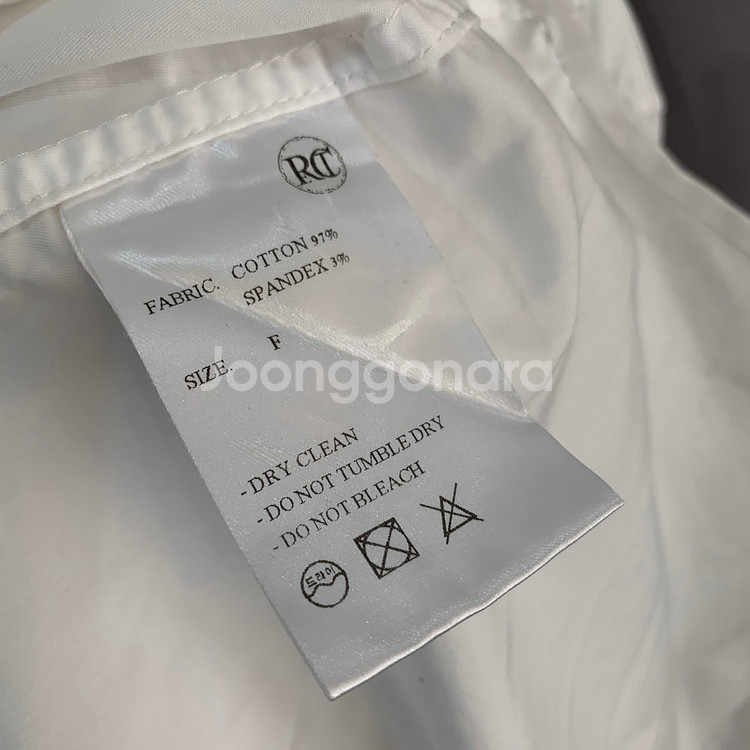 RCT
FABRIC. COTTON 97%
SPANDEX 3%
SIZE. F
Joonggonara
- DRY CLEAN
- DO NOT TUMBLE DRY
- DO NOT BLEACH
드라이